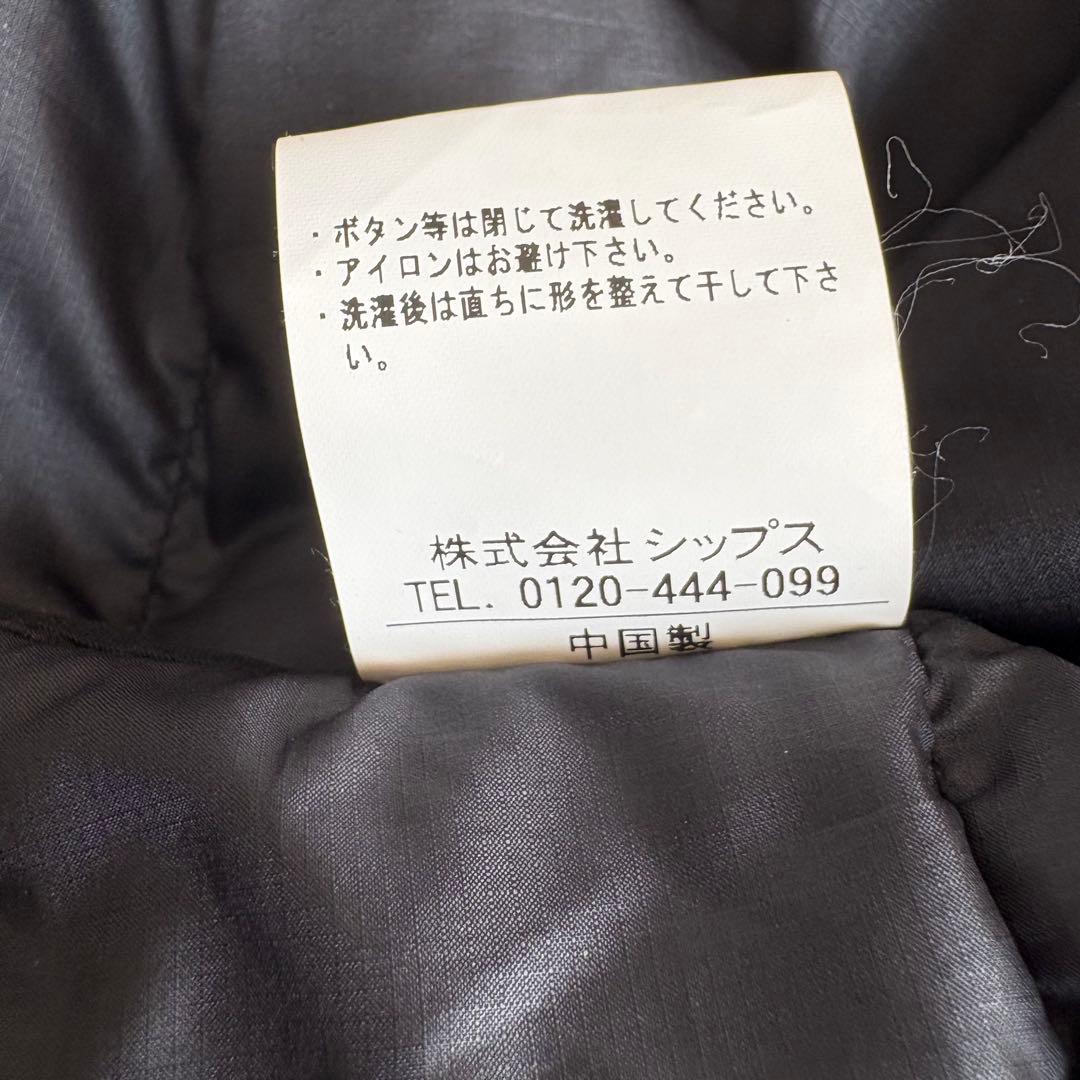 ・ボタン等は閉じて洗濯してください。
・アイロンはお避け下さい。
・洗濯後は直ちに形を整えて干して下さ
い。
株式会社シップス
TEL. 0120-444-099
中国製